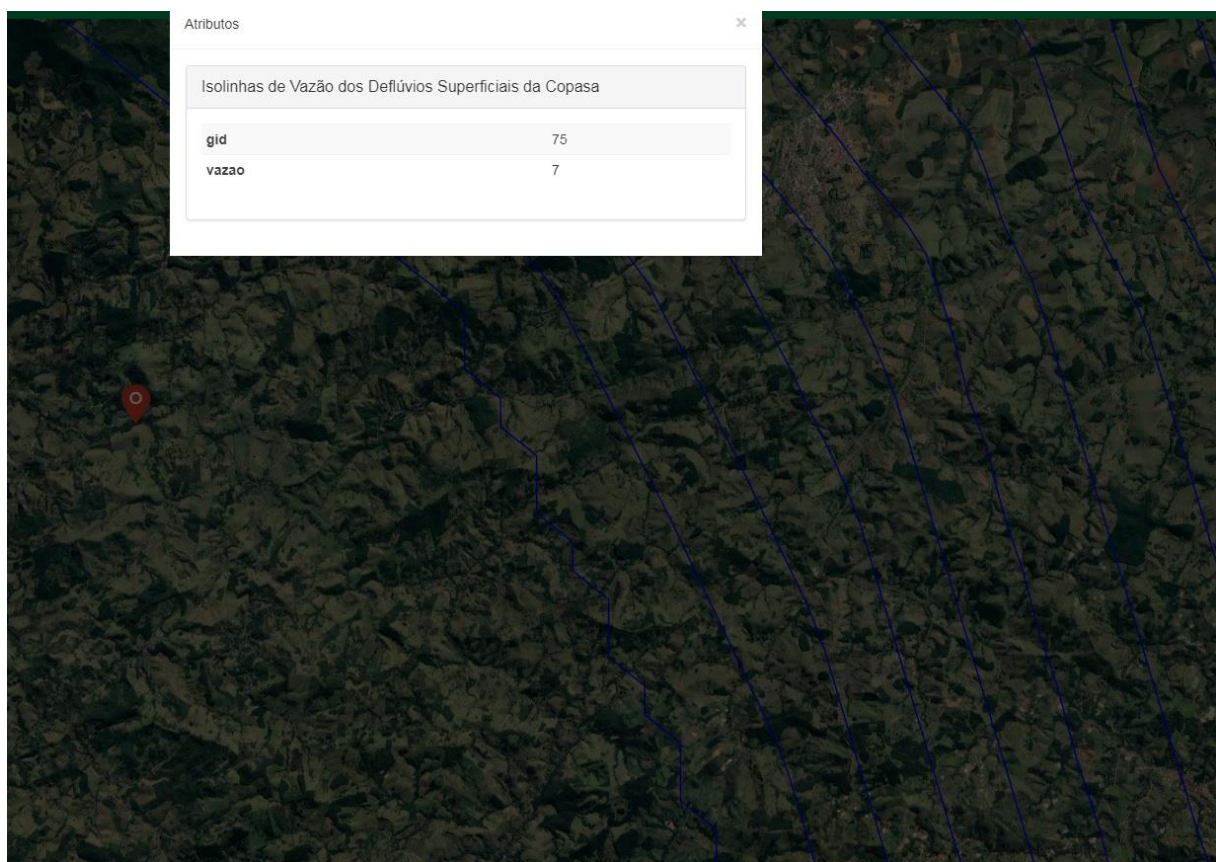 Atributos ×
Isolinhas de Vazão dos Deflúvios Superficiais da Copasa
gid 75
vazao 7